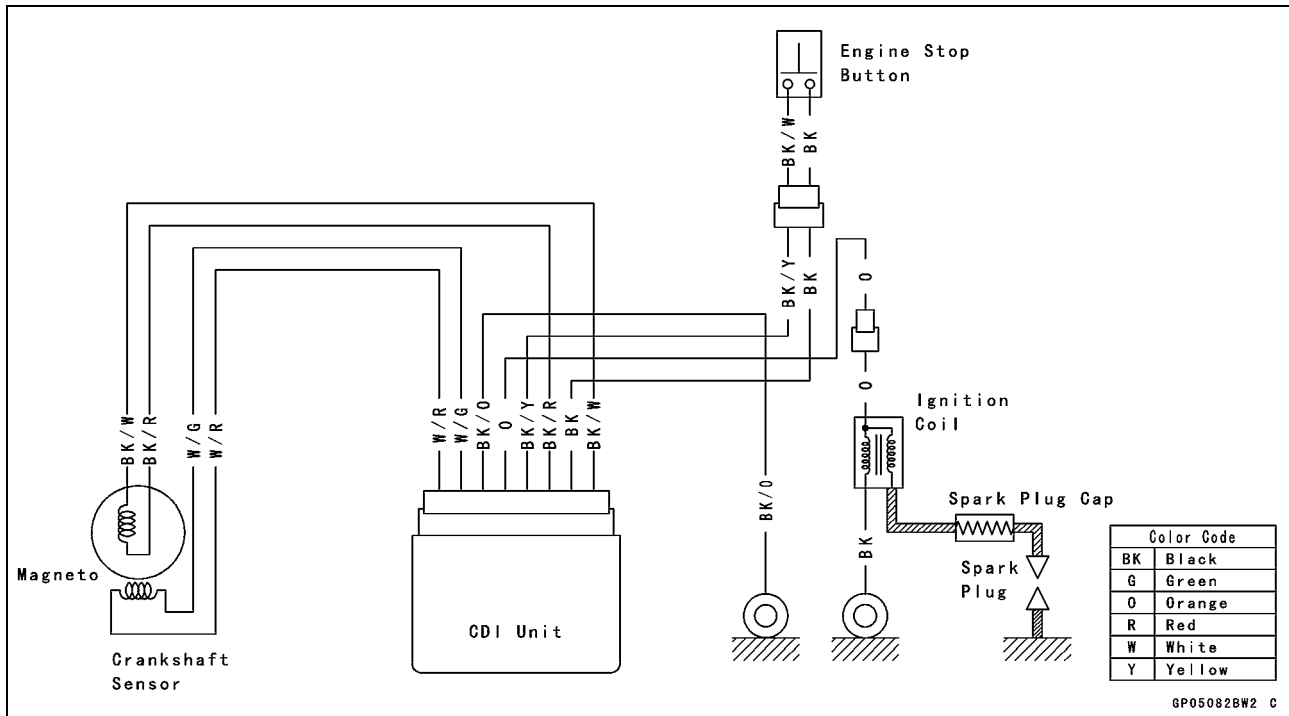 Engine Stop
Button
BK/W
BK
BK/Y
BK
O
O
Ignition
Coil
BK/W
BK/R
W/G
W/R
W/R
W/G
BK/O
O
BK/Y
BK/R
BK
BK/W
BK/O
BK
Spark Plug Cap
Spark
Plug
Magneto
CDI Unit
Crankshaft
Sensor
Color Code
BK Black
G Green
O Orange
R Red
W White
Y Yellow
GP05082BW2 C